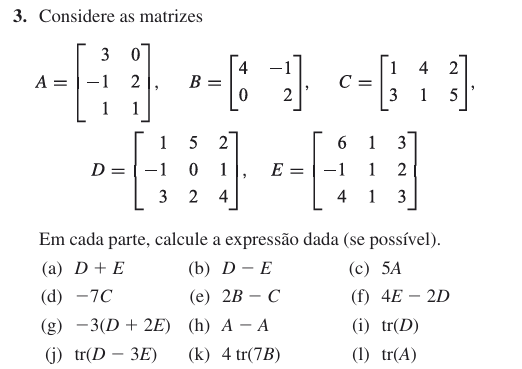 3. Considere as matrizes
A = [3 0; -1 2; 1 1], B = [4 -1; 0 2], C = [1 4 2; 3 1 5],
D = [1 5 2; -1 0 1; 3 2 4], E = [6 1 3; -1 1 2; 4 1 3]
Em cada parte, calcule a expressão dada (se possível).
(a) D + E (b) D − E (c) 5A
(d) −7C (e) 2B − C (f) 4E − 2D
(g) −3(D + 2E) (h) A − A (i) tr(D)
(j) tr(D − 3E) (k) 4 tr(7B) (l) tr(A)